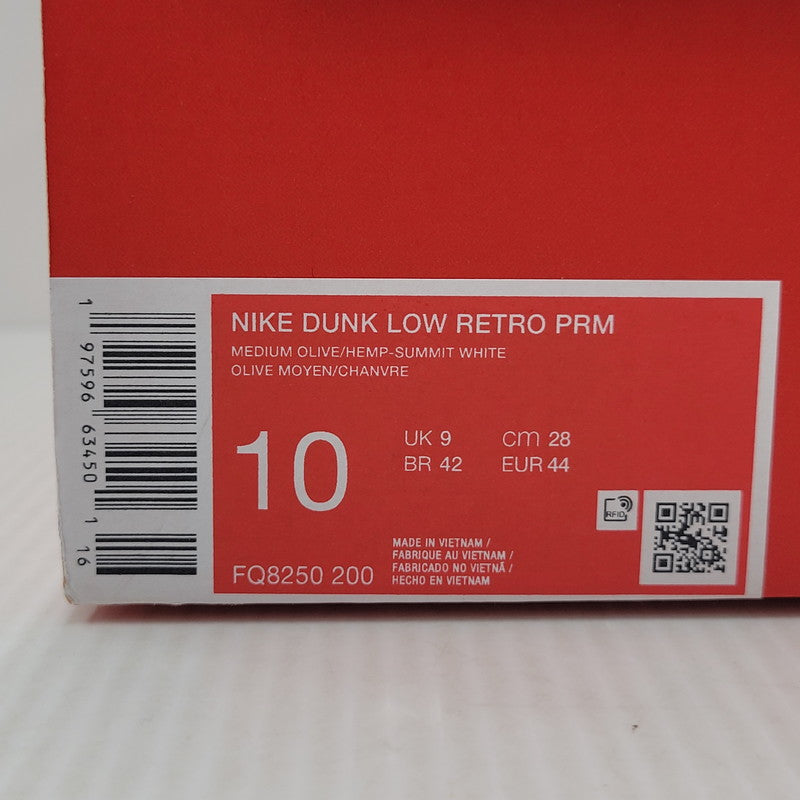 NIKE DUNK LOW RETRO PRM
MEDIUM OLIVE/HEMP-SUMMIT WHITE
OLIVE MOYEN/CHANVRE
10
UK 9 cm 28
BR 42 EUR 44
RFID
FQ8250 200
MADE IN VIETNAM /
FABRIQUE AU VIETNAM /
FABRICADO NO VIETNÃ /
HECHO EN VIETNAM
1 97596 63450 1 16